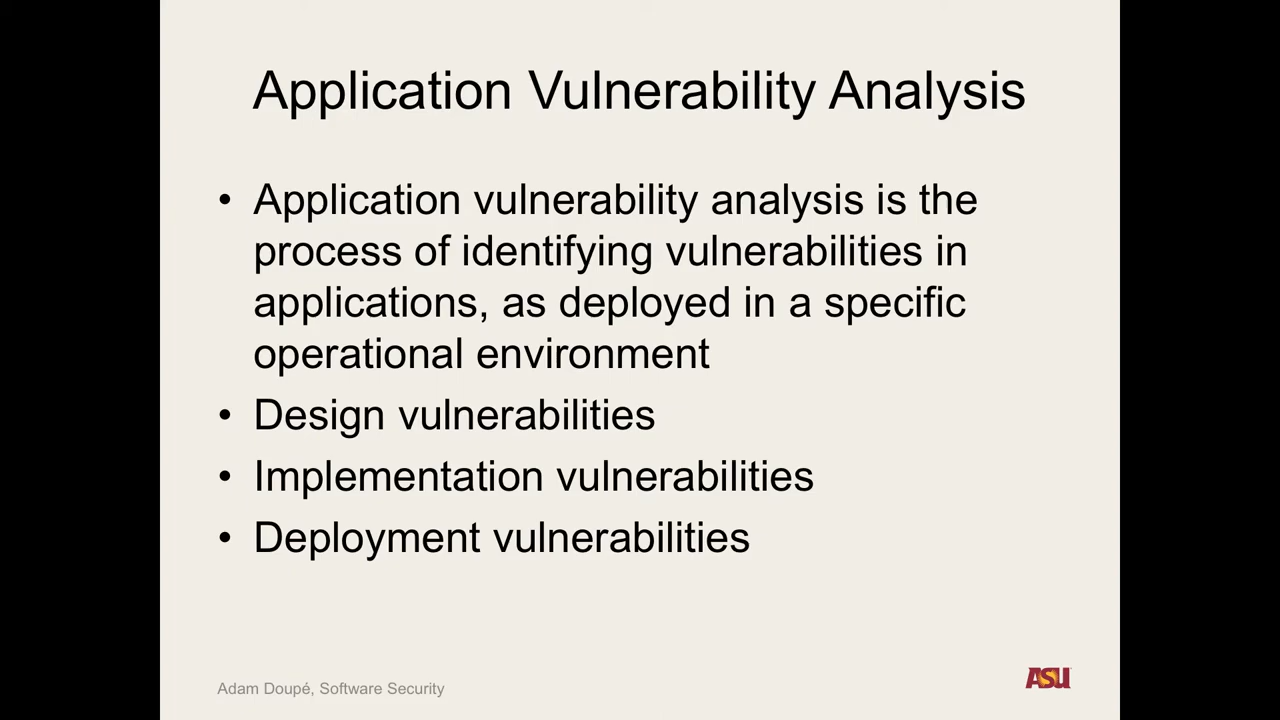 Application Vulnerability Analysis
• Application vulnerability analysis is the
process of identifying vulnerabilities in
applications, as deployed in a specific
operational environment
• Design vulnerabilities
• Implementation vulnerabilities
• Deployment vulnerabilities
Adam Doupé, Software Security
ASU